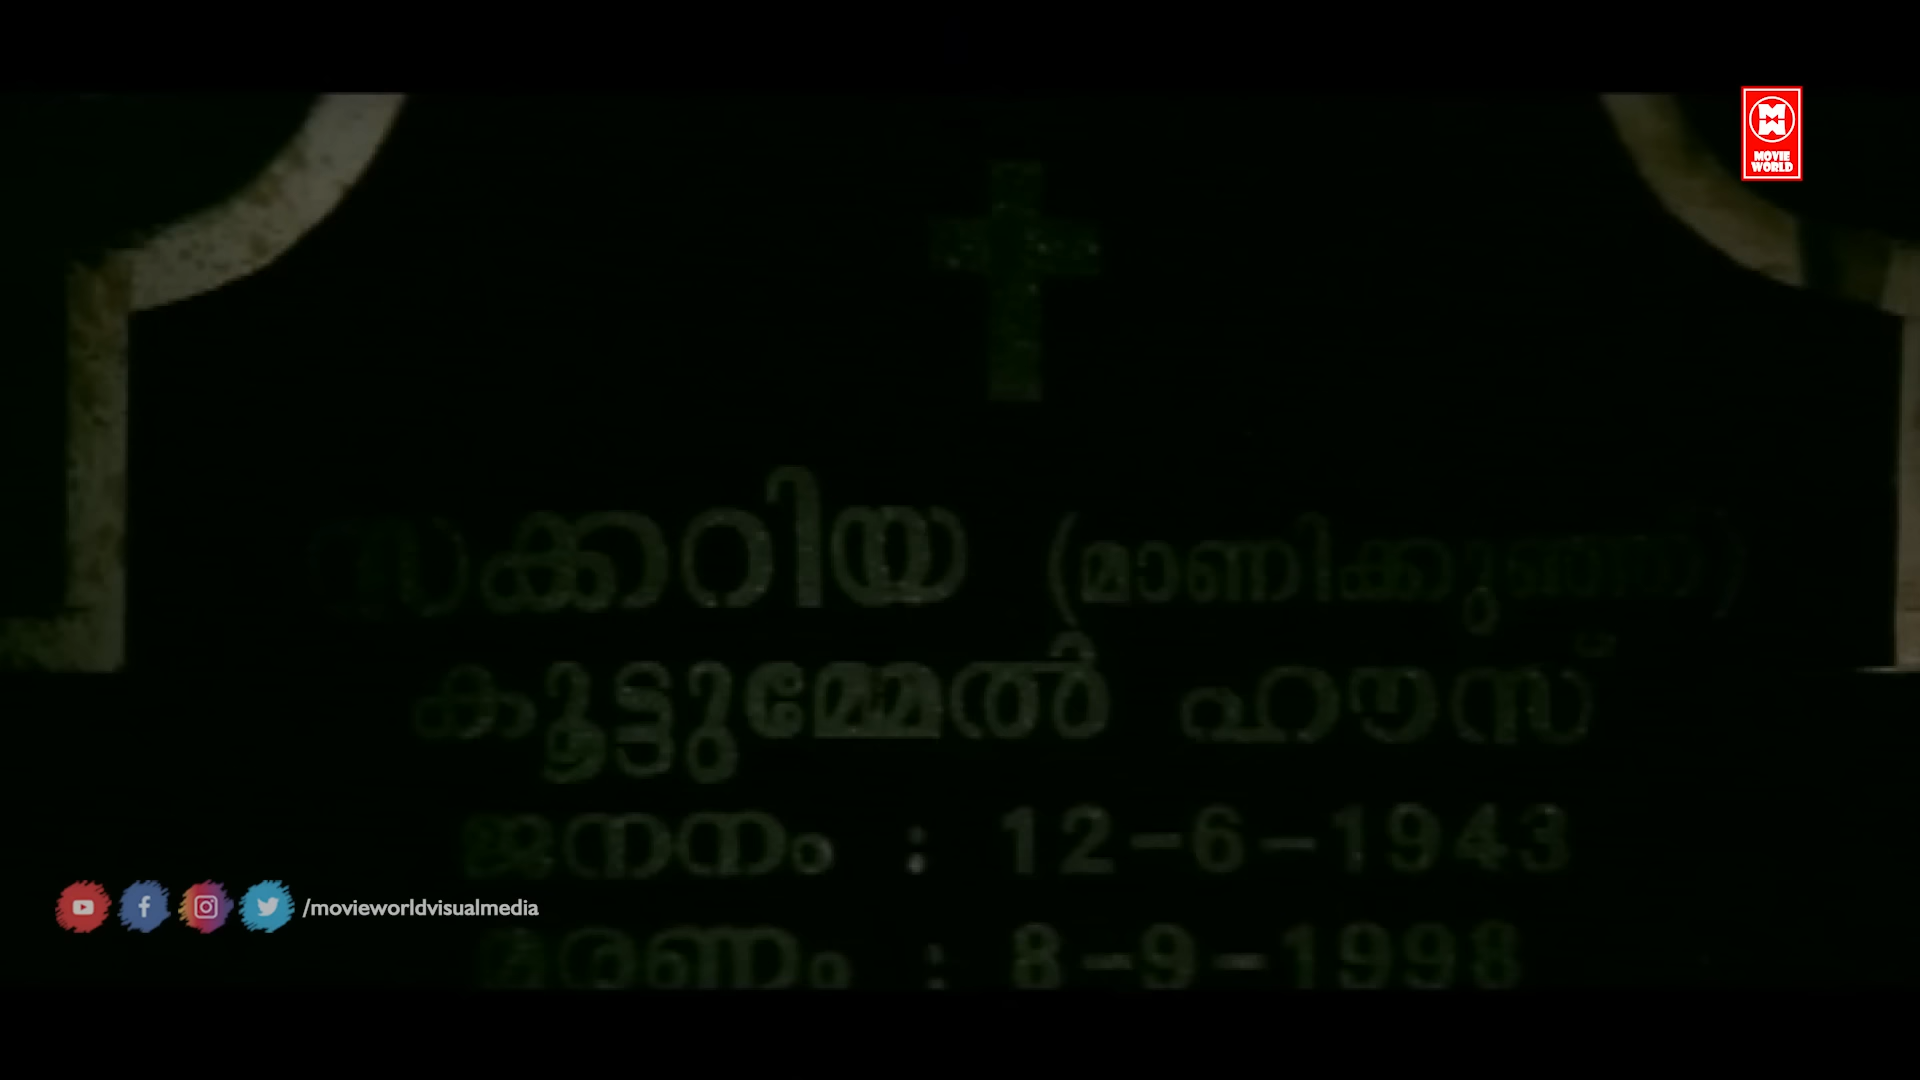 MOVIE
WORLD
സക്കറിയ (മാണിക്കുഞ്ഞ്)
കൂട്ടുമ്മേൽ ഹൗസ്
ജനനം : 12-6-1943
/movieworldvisualmedia
മരണം : 8-9-1998